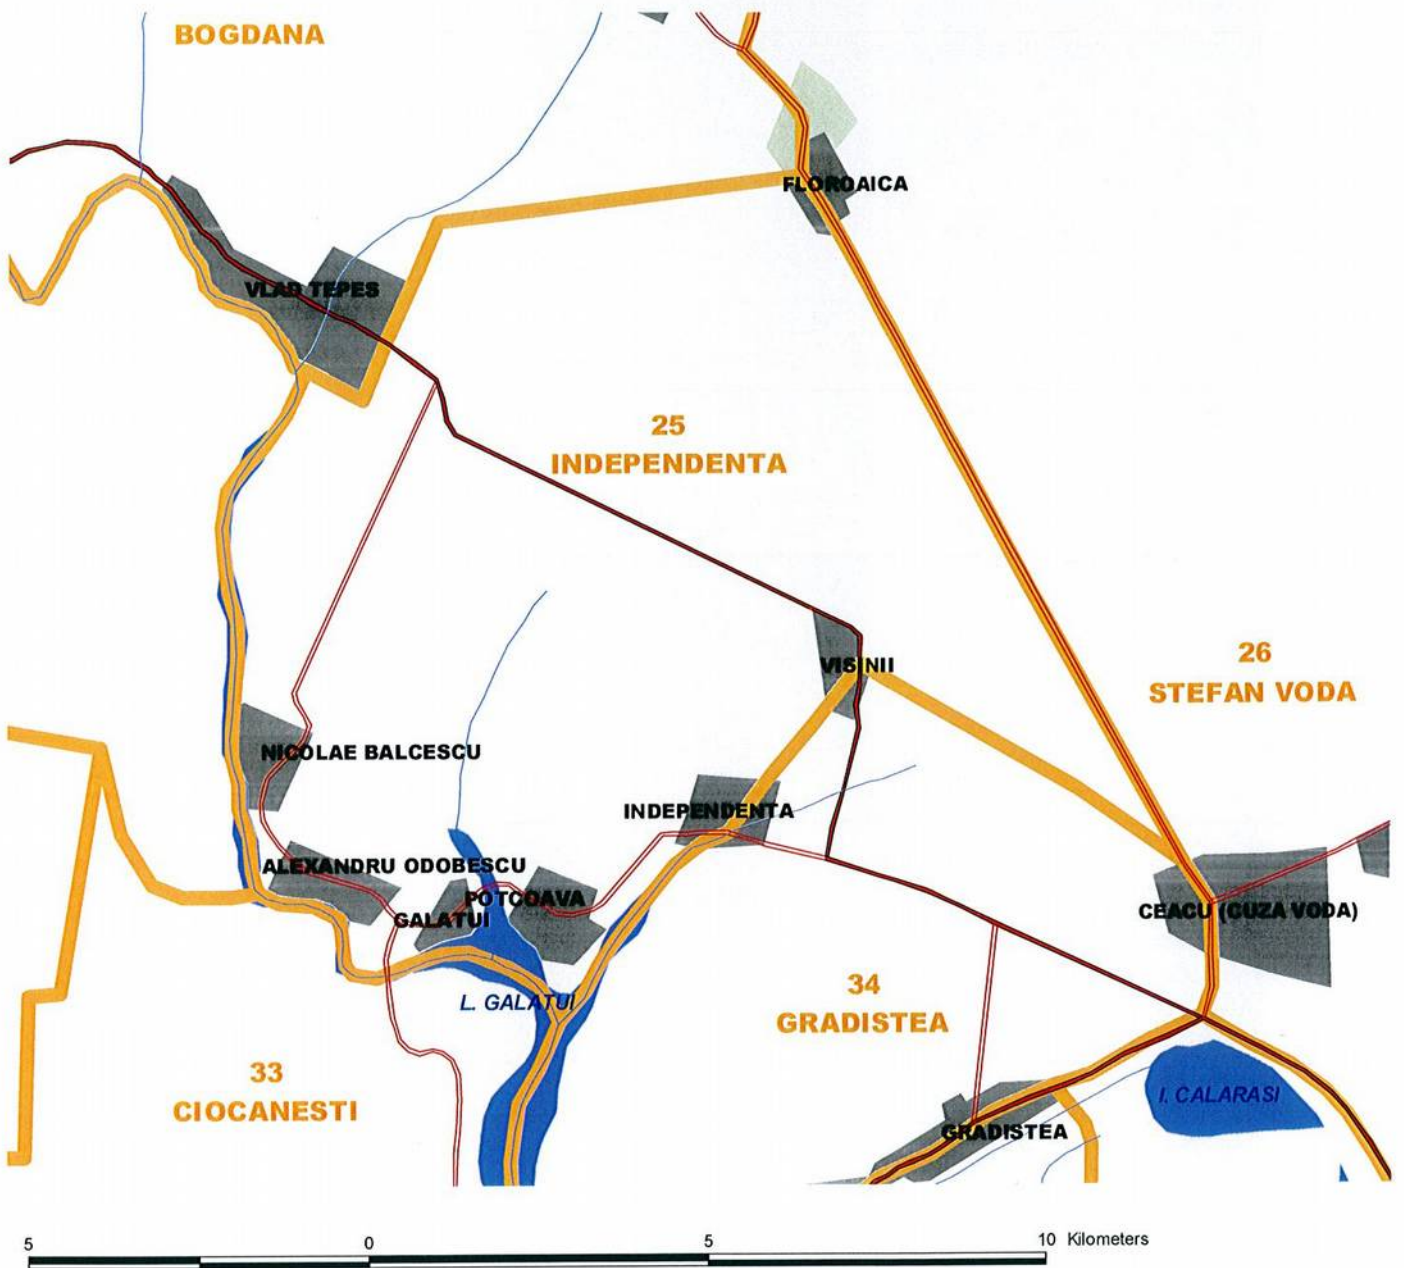 BOGDANA
FLOROAICA
VLAD TEPES
25
INDEPENDENTA
26
STEFAN VODA
VISINII
NICOLAE BALCESCU
INDEPENDENTA
ALEXANDRU ODOBESCU
POTCOAVA
GALATUI
CEACU (CUZA VODA)
L. GALATUI
34
GRADISTEA
33
CIOCANESTI
I. CALARASI
GRADISTEA
5 0 5 10 Kilometers